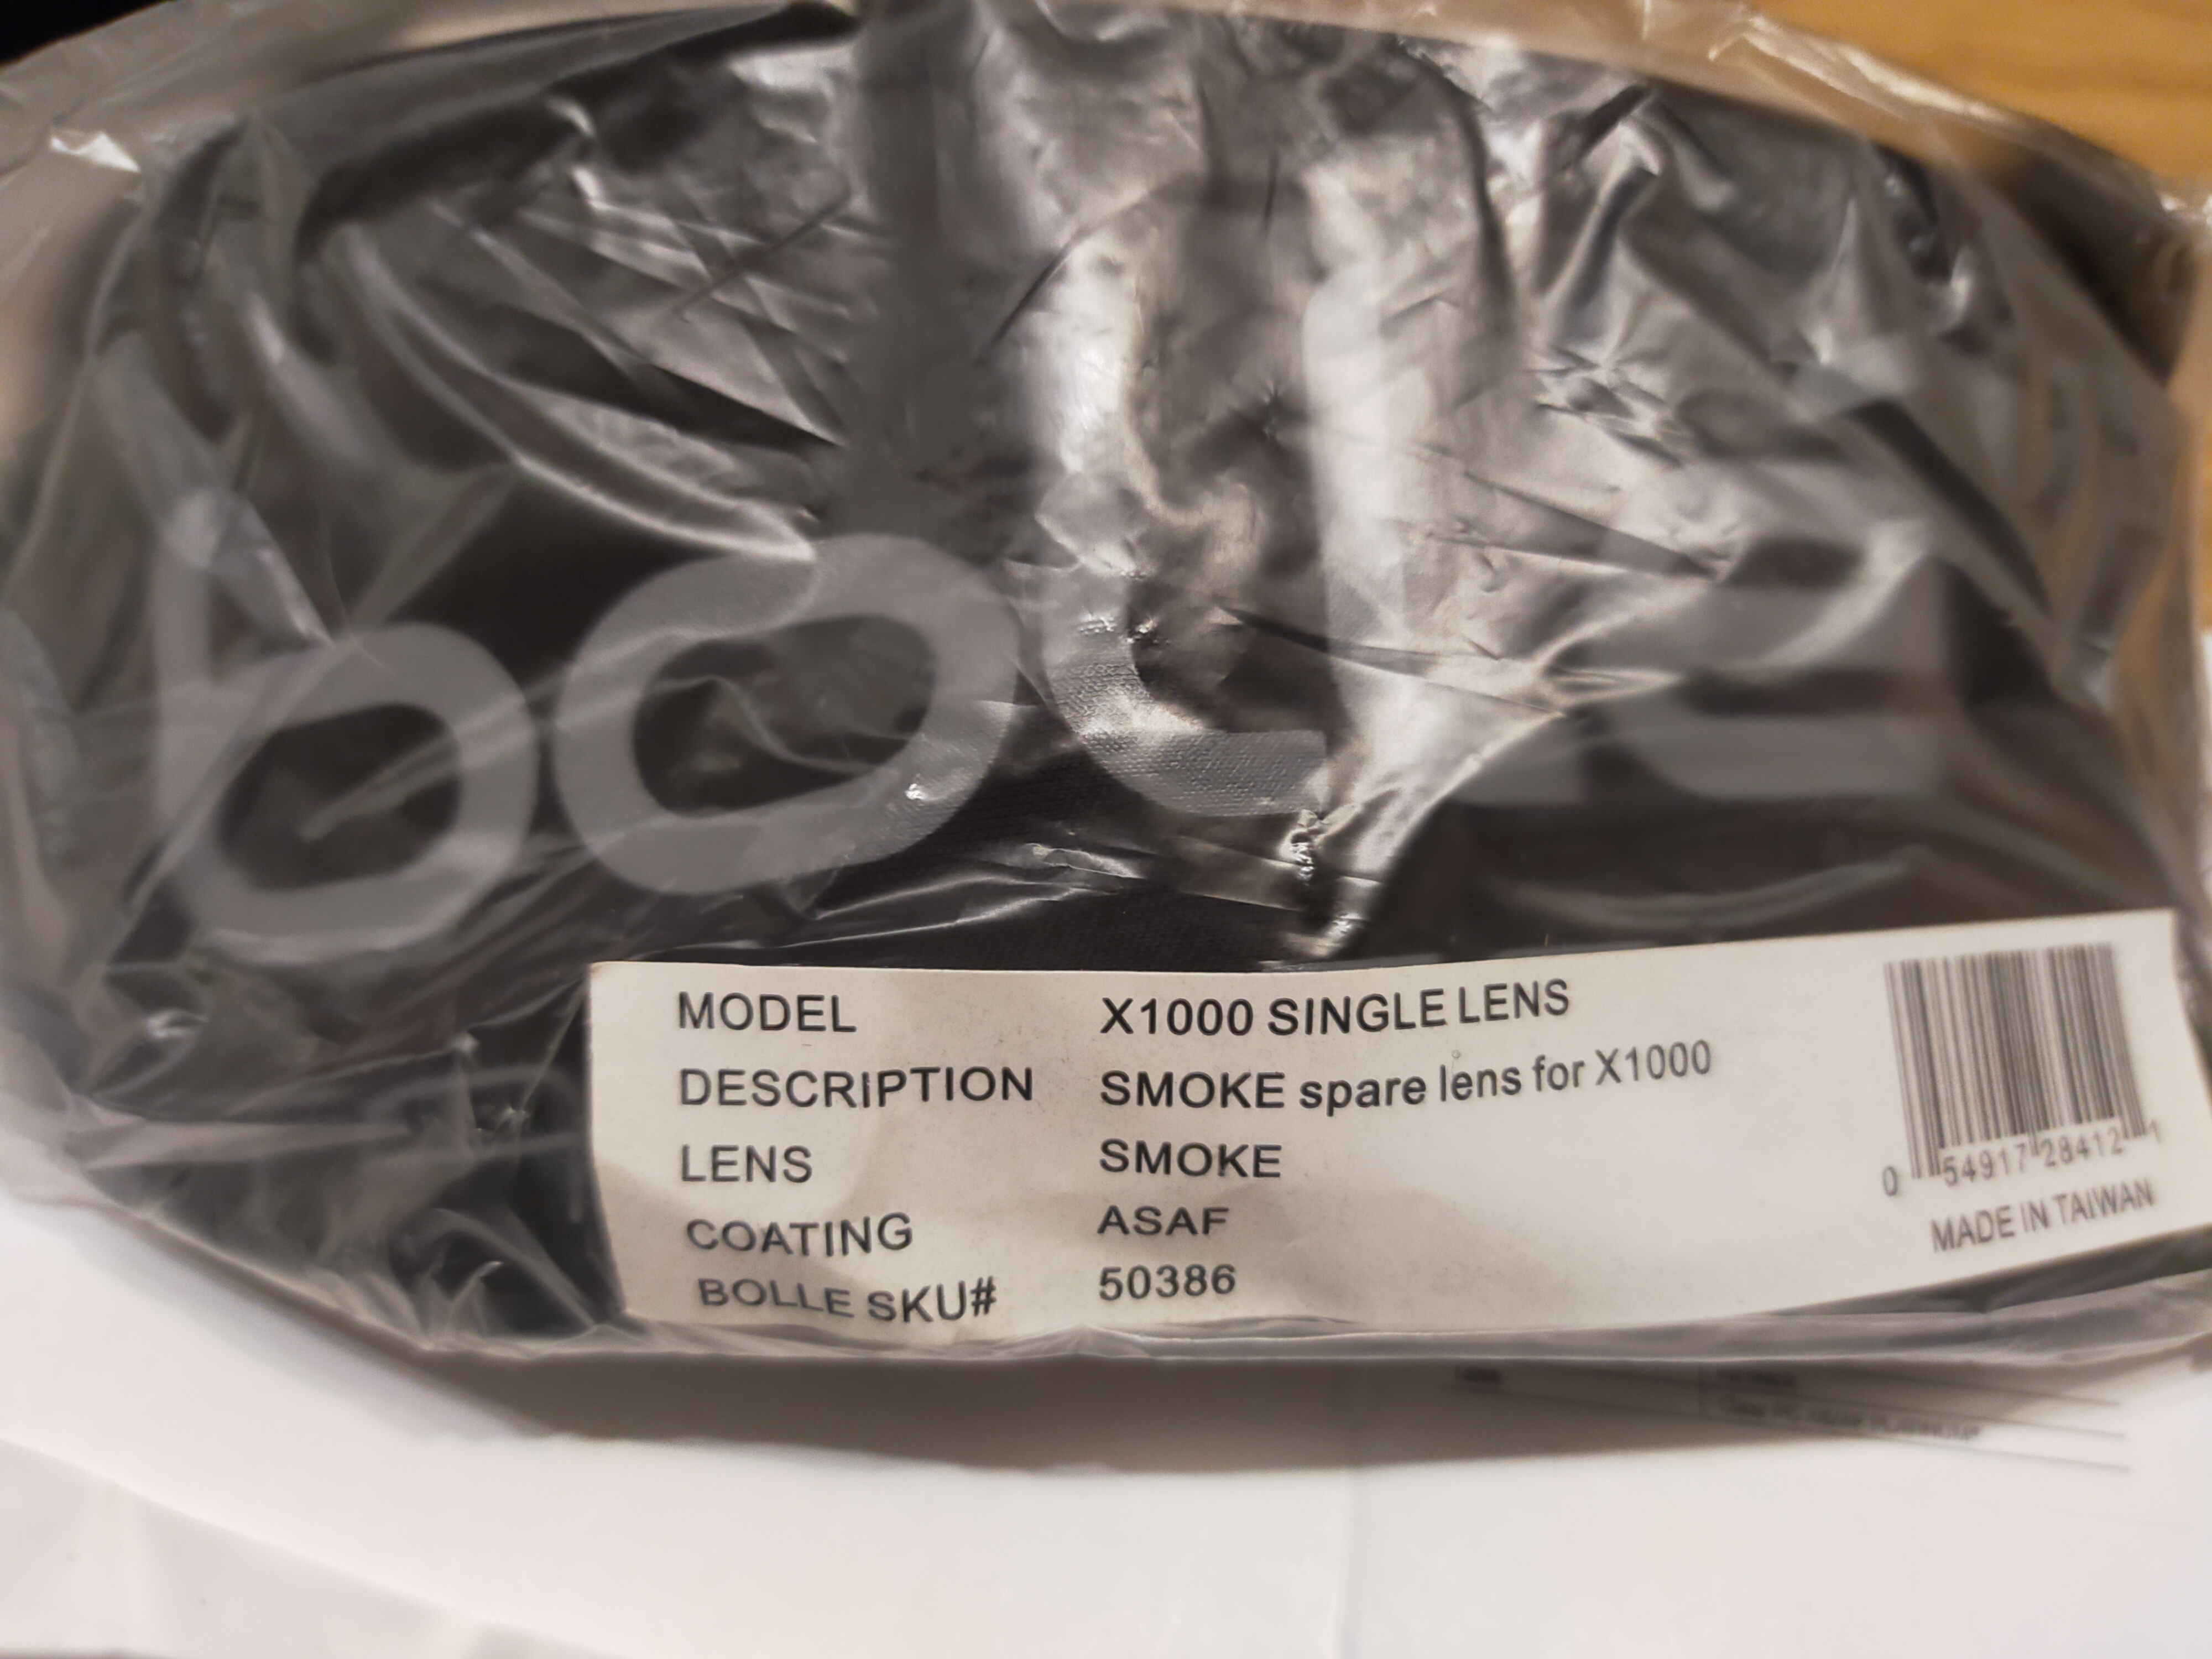 bollé
MODEL X1000 SINGLE LENS
DESCRIPTION SMOKE spare lens for X1000
LENS SMOKE
COATING ASAF
BOLLE SKU# 50386
0 54917 28412 1
MADE IN TAIWAN